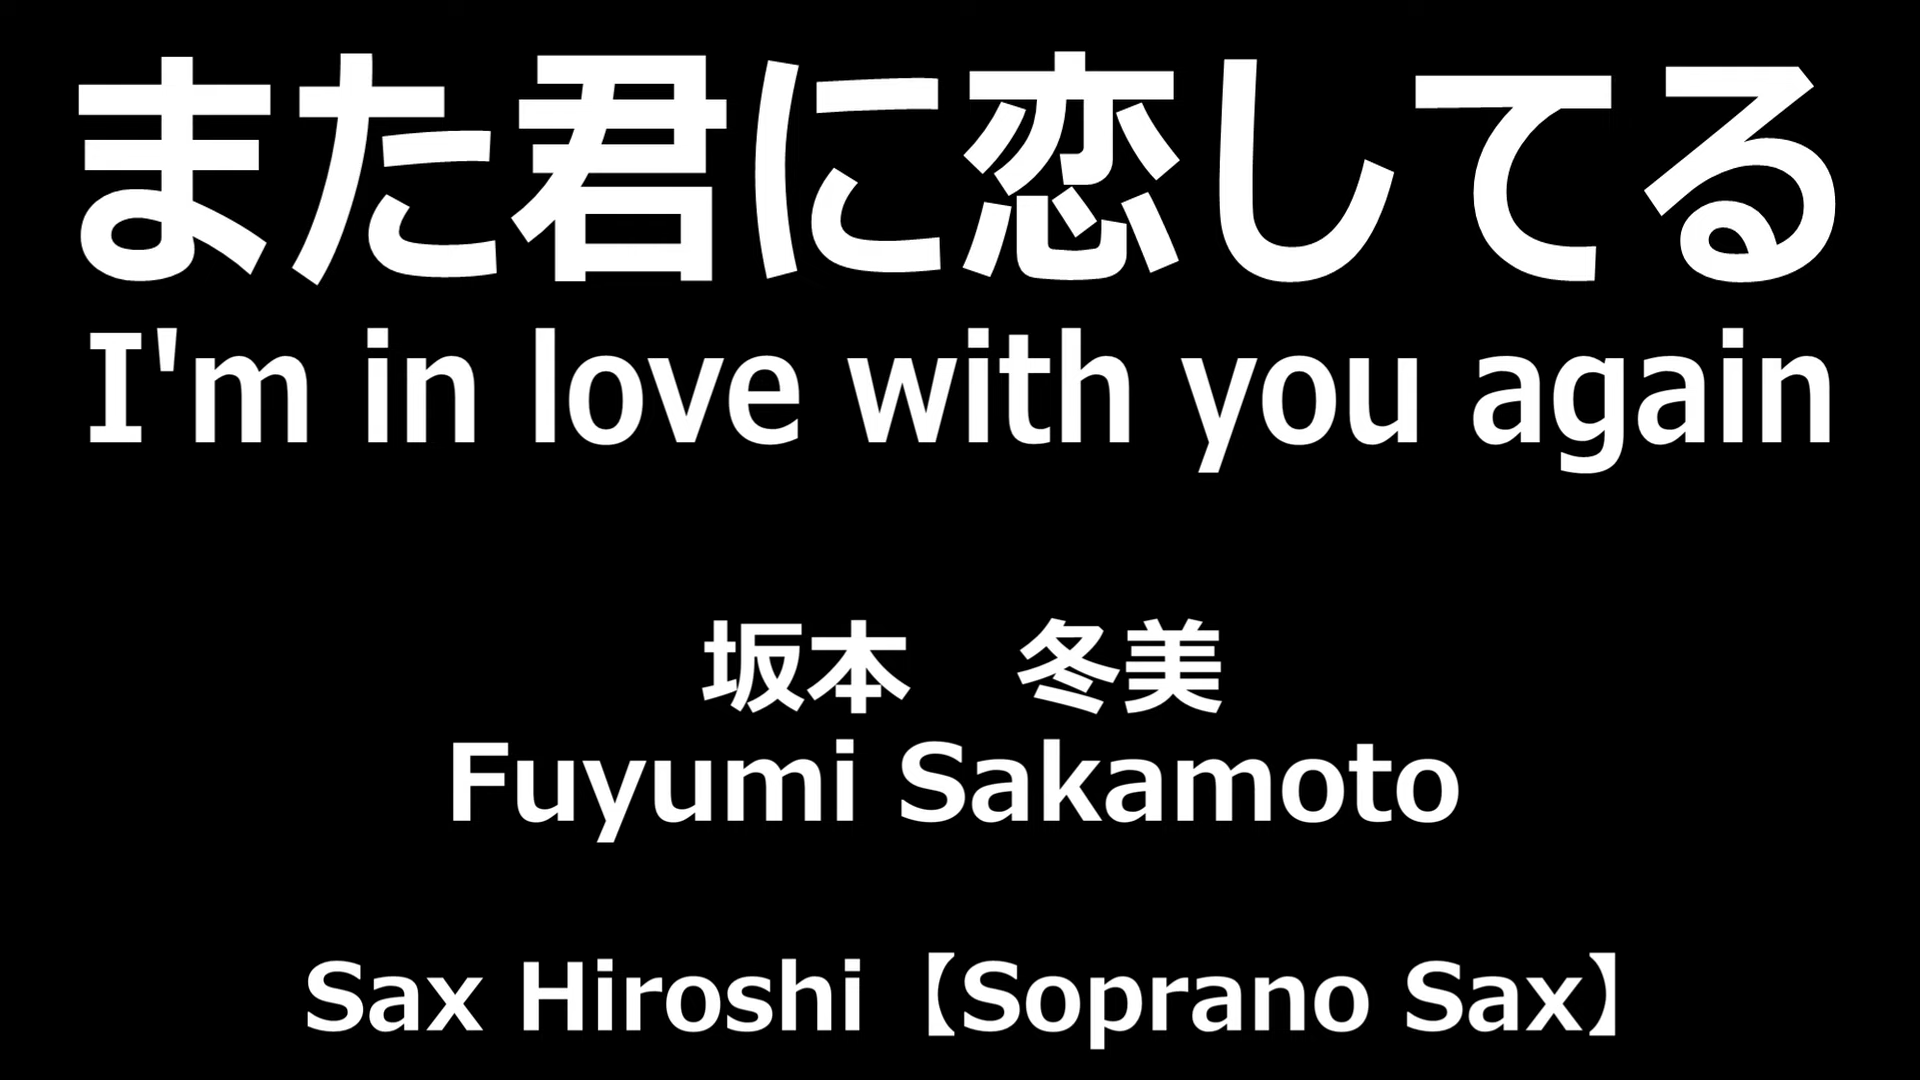 また君に恋してる
I'm in love with you again
坂本　冬美
Fuyumi Sakamoto
Sax Hiroshi【Soprano Sax】